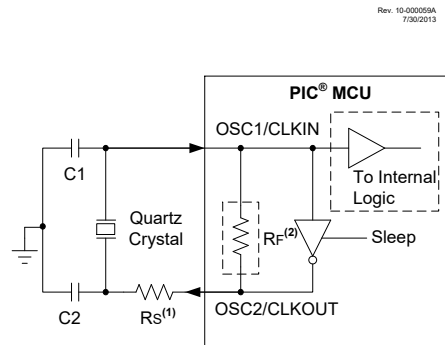 Rev. 10-000059A
7/30/2013
PIC® MCU
OSC1/CLKIN
C1
To Internal
Logic
Quartz
Crystal
RF(2)
Sleep
OSC2/CLKOUT
C2
RS(1)